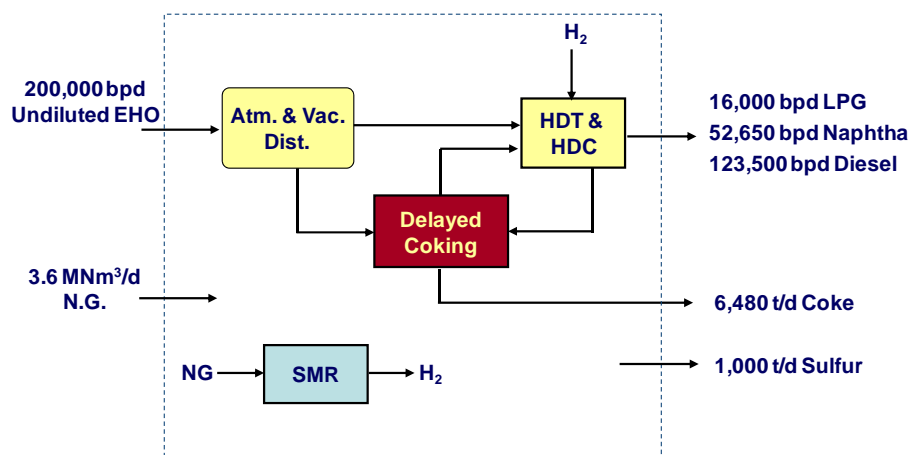 H2
200,000 bpd
Undiluted EHO
Atm. & Vac.
Dist.
HDT &
HDC
16,000 bpd LPG
52,650 bpd Naphtha
123,500 bpd Diesel
Delayed
Coking
3.6 MNm³/d
N.G.
6,480 t/d Coke
NG
SMR
H2
1,000 t/d Sulfur